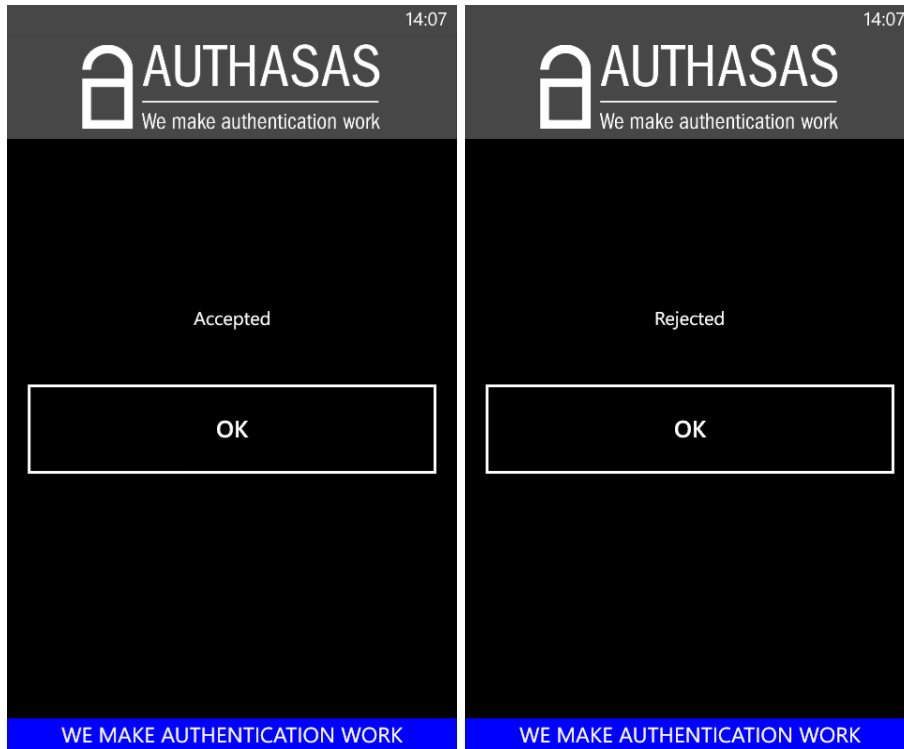 14:07
AUTHASAS
We make authentication work
Accepted
OK
WE MAKE AUTHENTICATION WORK
14:07
AUTHASAS
We make authentication work
Rejected
OK
WE MAKE AUTHENTICATION WORK